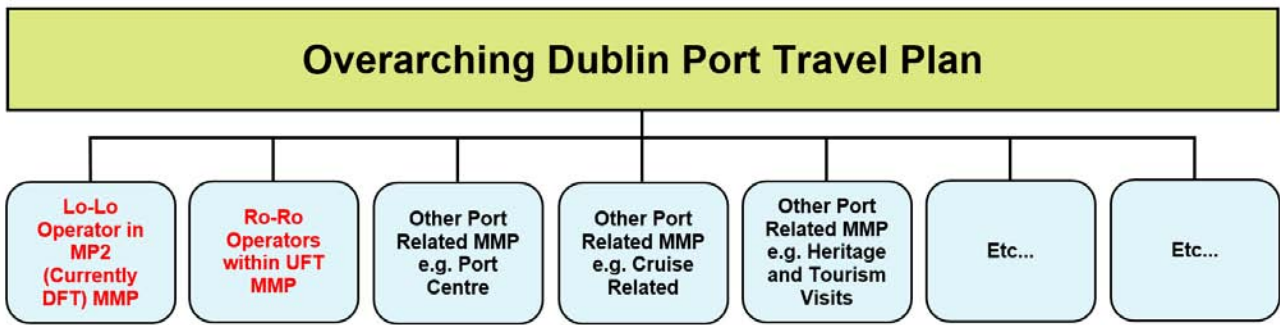 Overarching Dublin Port Travel Plan
Lo-Lo
Operator in
MP2
(Currently
DFT) MMP
Ro-Ro
Operators
within UFT
MMP
Other Port
Related MMP
e.g. Port
Centre
Other Port
Related MMP
e.g. Cruise
Related
Other Port
Related MMP
e.g. Heritage
and Tourism
Visits
Etc...
Etc...